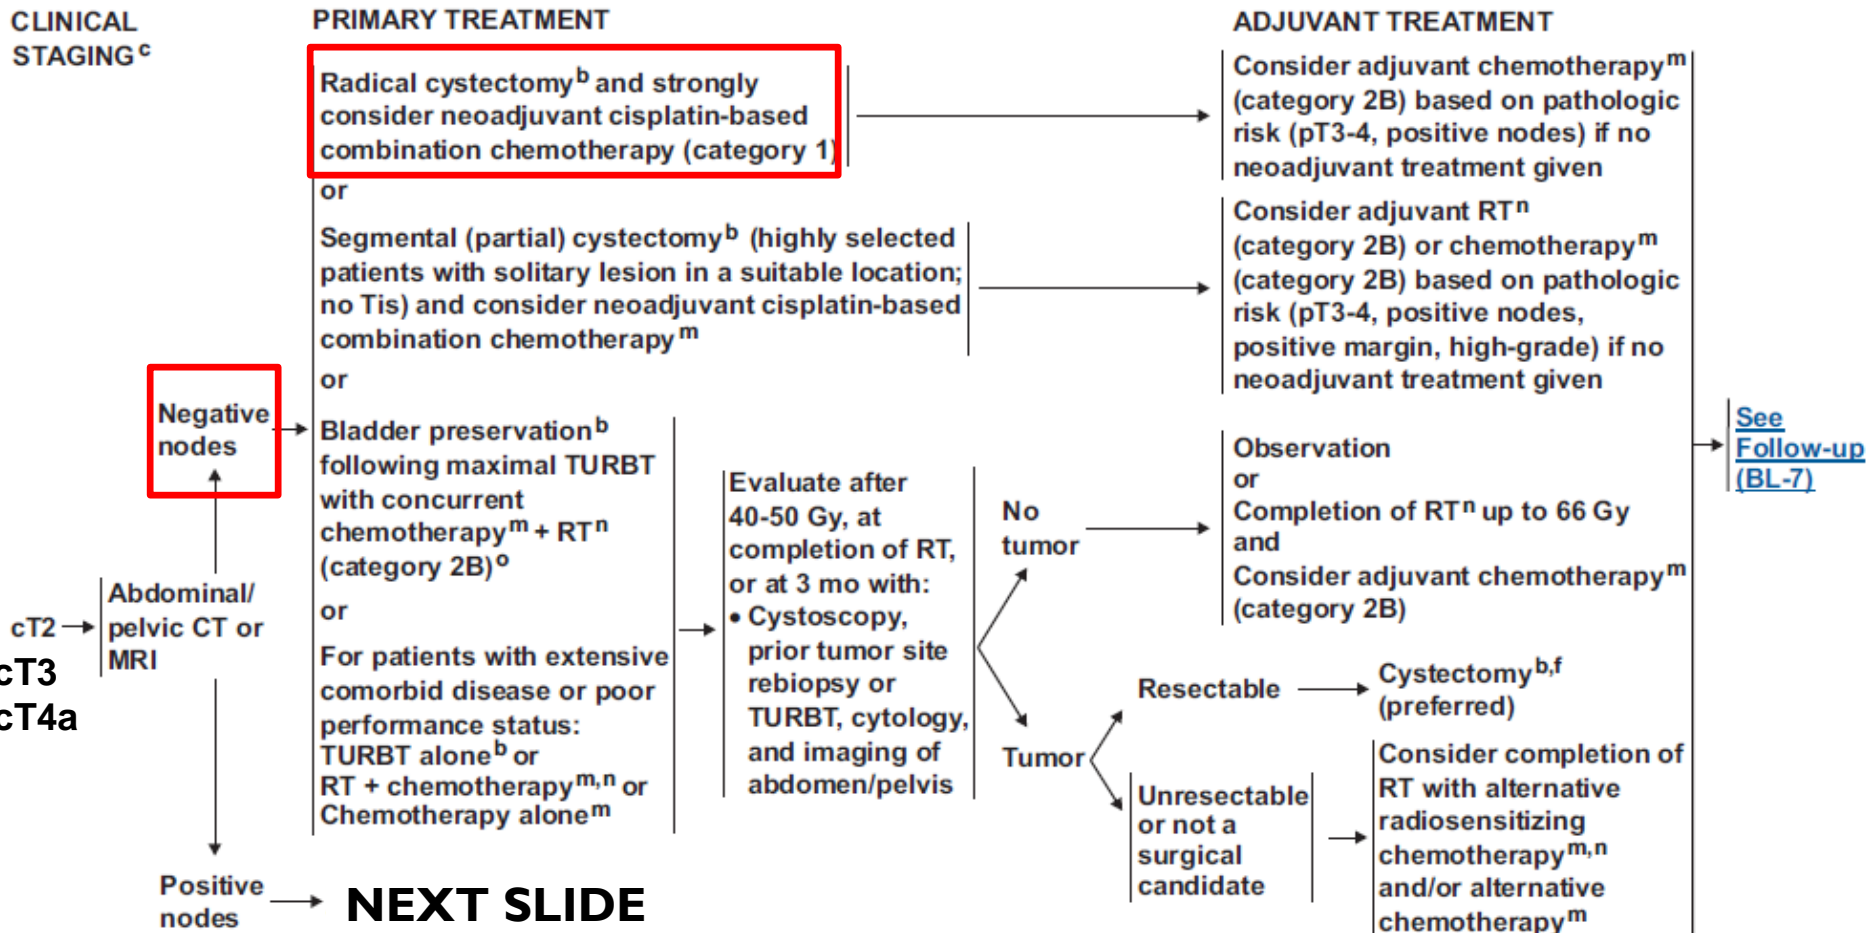 CLINICAL
STAGING c
PRIMARY TREATMENT
ADJUVANT TREATMENT
Radical cystectomy b and strongly
consider neoadjuvant cisplatin-based
combination chemotherapy (category 1)
or
Segmental (partial) cystectomy b (highly selected
patients with solitary lesion in a suitable location;
no Tis) and consider neoadjuvant cisplatin-based
combination chemotherapy m
or
Bladder preservation b
following maximal TURBT
with concurrent
chemotherapy m + RT n
(category 2B) o
or
For patients with extensive
comorbid disease or poor
performance status:
TURBT alone b or
RT + chemotherapy m,n or
Chemotherapy alone m
Consider adjuvant chemotherapy m
(category 2B) based on pathologic
risk (pT3-4, positive nodes) if no
neoadjuvant treatment given
Consider adjuvant RT n
(category 2B) or chemotherapy m
(category 2B) based on pathologic
risk (pT3-4, positive nodes,
positive margin, high-grade) if no
neoadjuvant treatment given
Negative
nodes
cT2
cT3
cT4a
Abdominal/
pelvic CT or
MRI
Positive
nodes
NEXT SLIDE
Evaluate after
40-50 Gy, at
completion of RT,
or at 3 mo with:
• Cystoscopy,
prior tumor site
rebiopsy or
TURBT, cytology,
and imaging of
abdomen/pelvis
No
tumor
Observation
or
Completion of RT n up to 66 Gy
and
Consider adjuvant chemotherapy m
(category 2B)
Tumor
Resectable
Cystectomy b,f
(preferred)
Unresectable
or not a
surgical
candidate
Consider completion of
RT with alternative
radiosensitizing
chemotherapy m,n
and/or alternative
chemotherapy m
See
Follow-up
(BL-7)